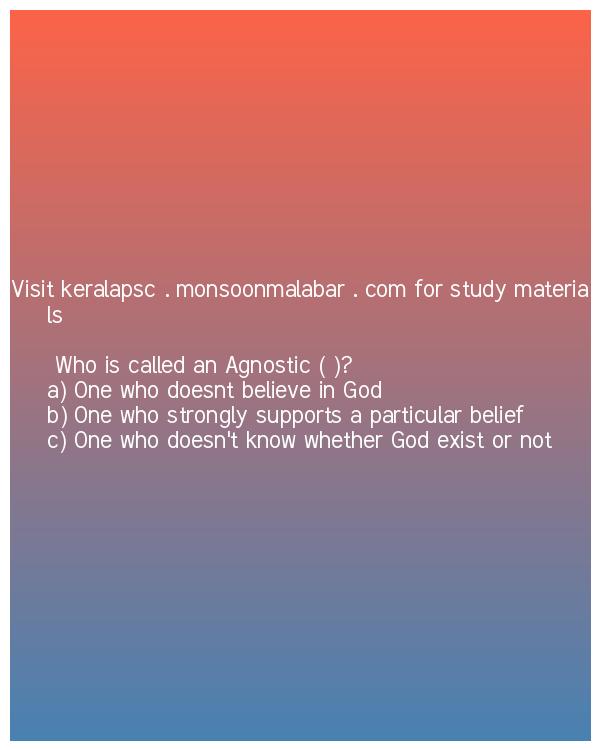 Visit keralapsc . monsoonmalabar . com for study materia
ls
Who is called an Agnostic ( )?
a) One who doesnt believe in God
b) One who strongly supports a particular belief
c) One who doesn't know whether God exist or not